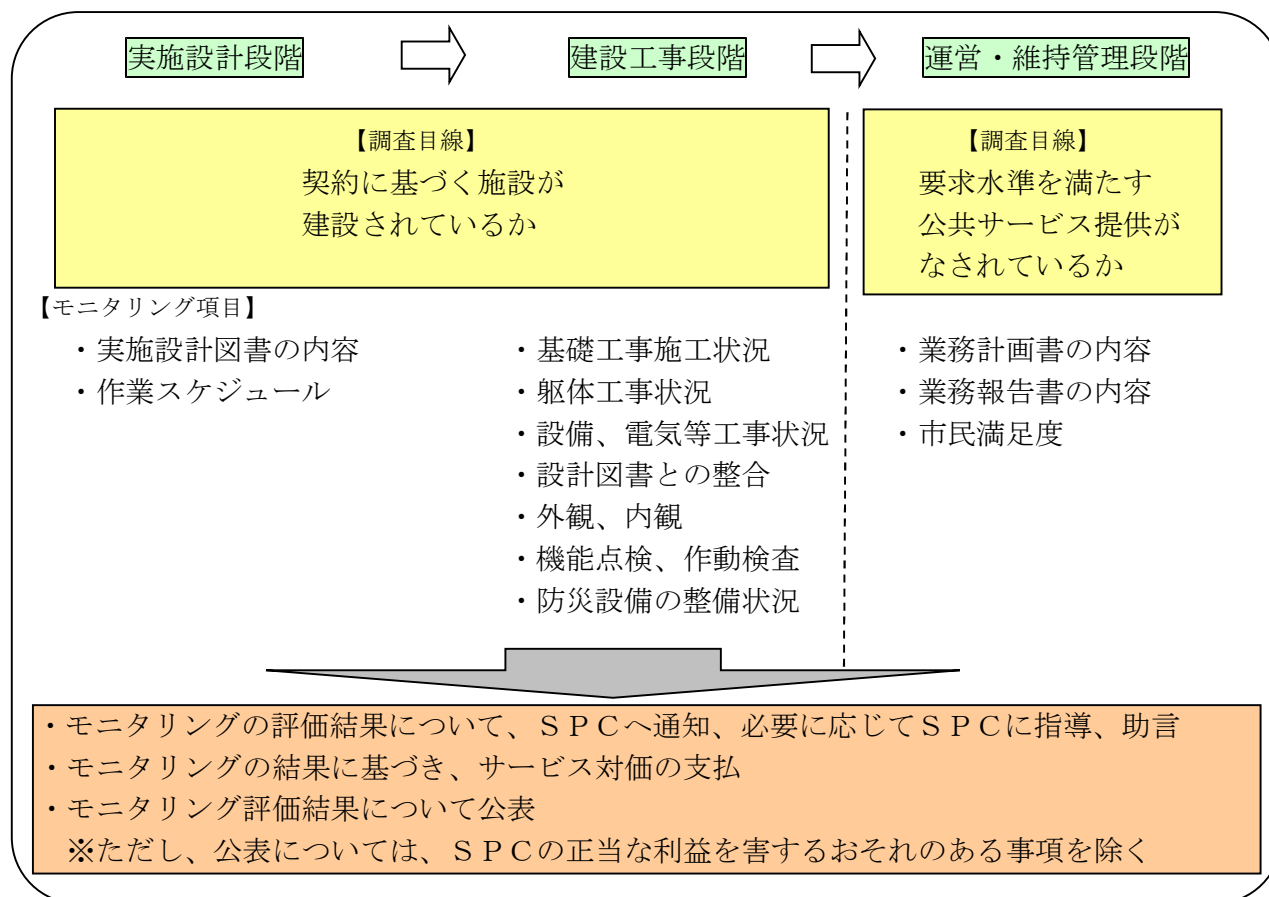 実施設計段階
建設工事段階
運営・維持管理段階
【調査目線】
契約に基づく施設が
建設されているか
【調査目線】
要求水準を満たす
公共サービス提供が
なされているか
【モニタリング項目】
・実施設計図書の内容
・作業スケジュール
・基礎工事施工状況
・躯体工事状況
・設備、電気等工事状況
・設計図書との整合
・外観、内観
・機能点検、作動検査
・防災設備の整備状況
・業務計画書の内容
・業務報告書の内容
・市民満足度
・モニタリングの評価結果について、ＳＰＣへ通知、必要に応じてＳＰＣに指導、助言
・モニタリングの結果に基づき、サービス対価の支払
・モニタリング評価結果について公表
※ただし、公表については、ＳＰＣの正当な利益を害するおそれのある事項を除く